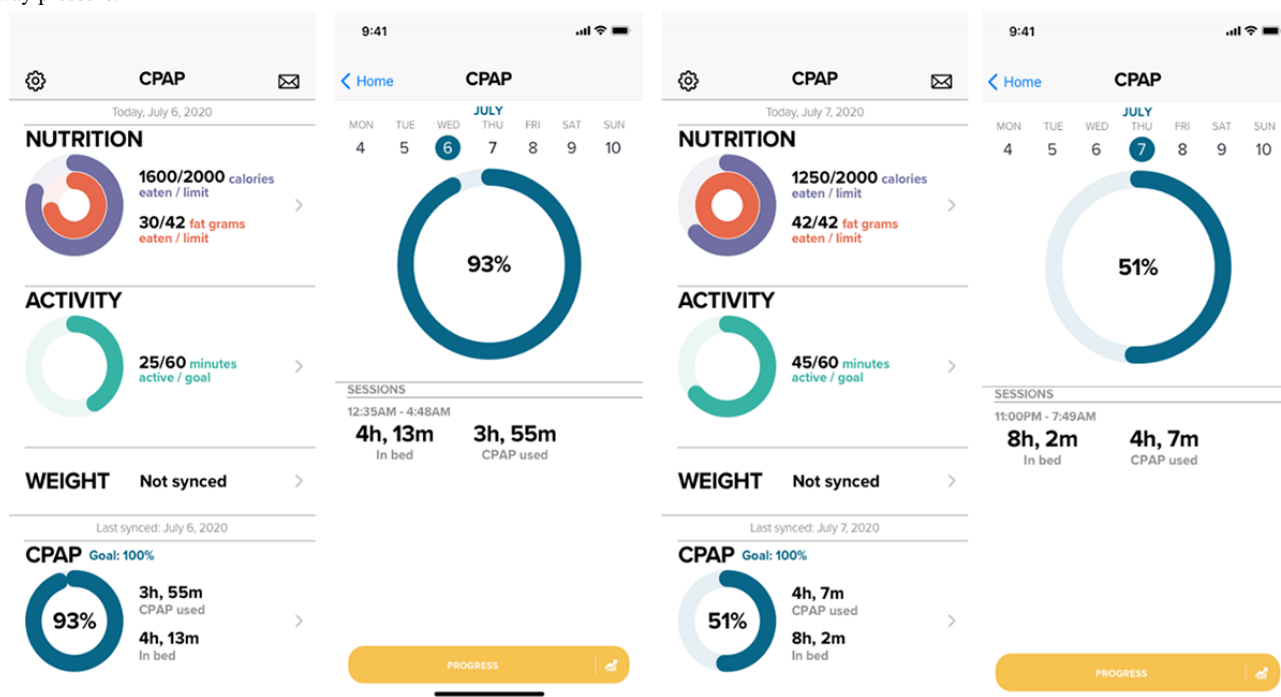 CPAP
Today, July 6, 2020
NUTRITION
1600/2000 calories
eaten / limit
30/42 fat grams
eaten / limit
ACTIVITY
25/60 minutes
active / goal
WEIGHT Not synced
Last synced: July 6, 2020
CPAP Goal: 100%
93%
3h, 55m
CPAP used
4h, 13m
In bed
9:41
Home CPAP
JULY
MON TUE WED THU FRI SAT SUN
4 5 6 7 8 9 10
93%
SESSIONS
12:35AM - 4:48AM
4h, 13m 3h, 55m
In bed CPAP used
PROGRESS
CPAP
Today, July 7, 2020
NUTRITION
1250/2000 calories
eaten / limit
42/42 fat grams
eaten / limit
ACTIVITY
45/60 minutes
active / goal
WEIGHT Not synced
Last synced: July 7, 2020
CPAP Goal: 100%
51%
4h, 7m
CPAP used
8h, 2m
In bed
9:41
Home CPAP
JULY
MON TUE WED THU FRI SAT SUN
4 5 6 7 8 9 10
51%
SESSIONS
11:00PM - 7:49AM
8h, 2m 4h, 7m
In bed CPAP used
PROGRESS